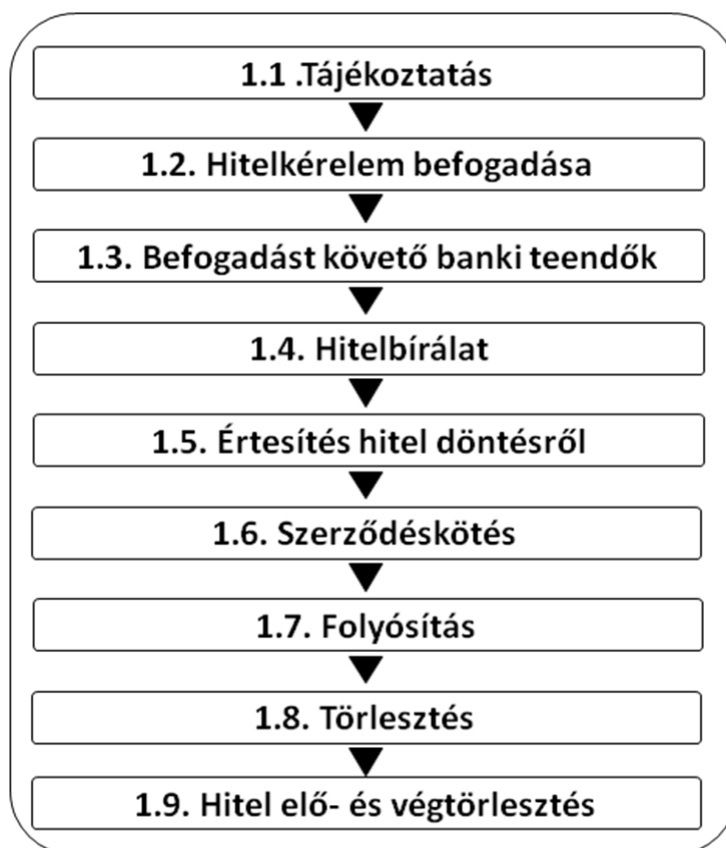 1.1 .Tájékoztatás
1.2. Hitelkérelem befogadása
1.3. Befogadást követő banki teendők
1.4. Hitelbírálat
1.5. Értesítés hitel döntésről
1.6. Szerződéskötés
1.7. Folyósítás
1.8. Törlesztés
1.9. Hitel elő- és végtörlesztés